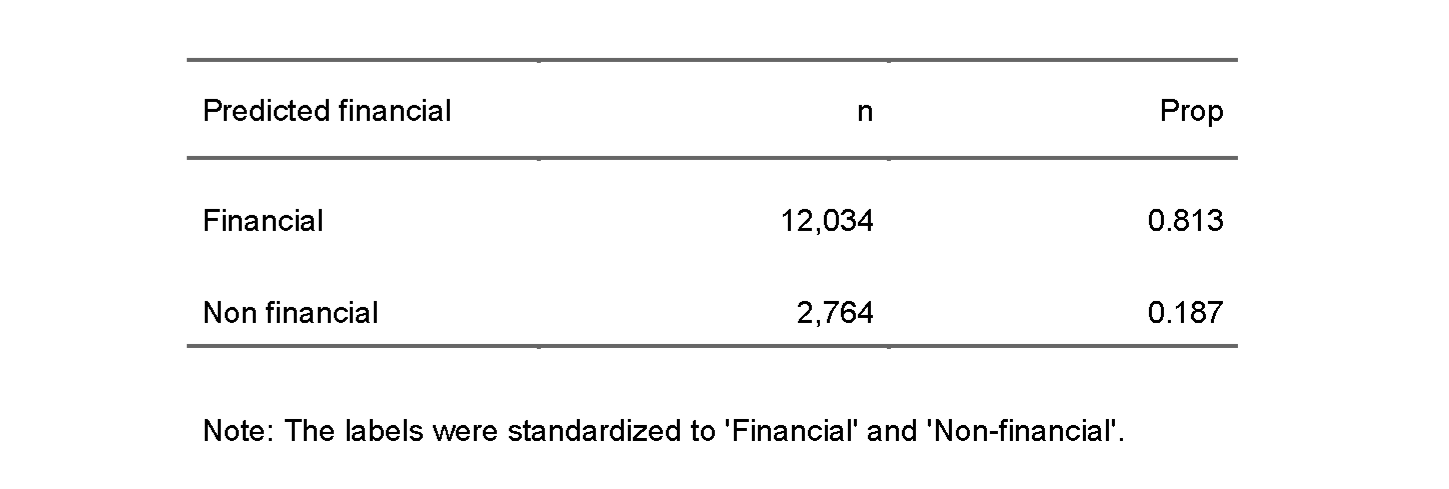 Predicted financial n Prop
Financial 12,034 0.813
Non financial 2,764 0.187
Note: The labels were standardized to 'Financial' and 'Non-financial'.